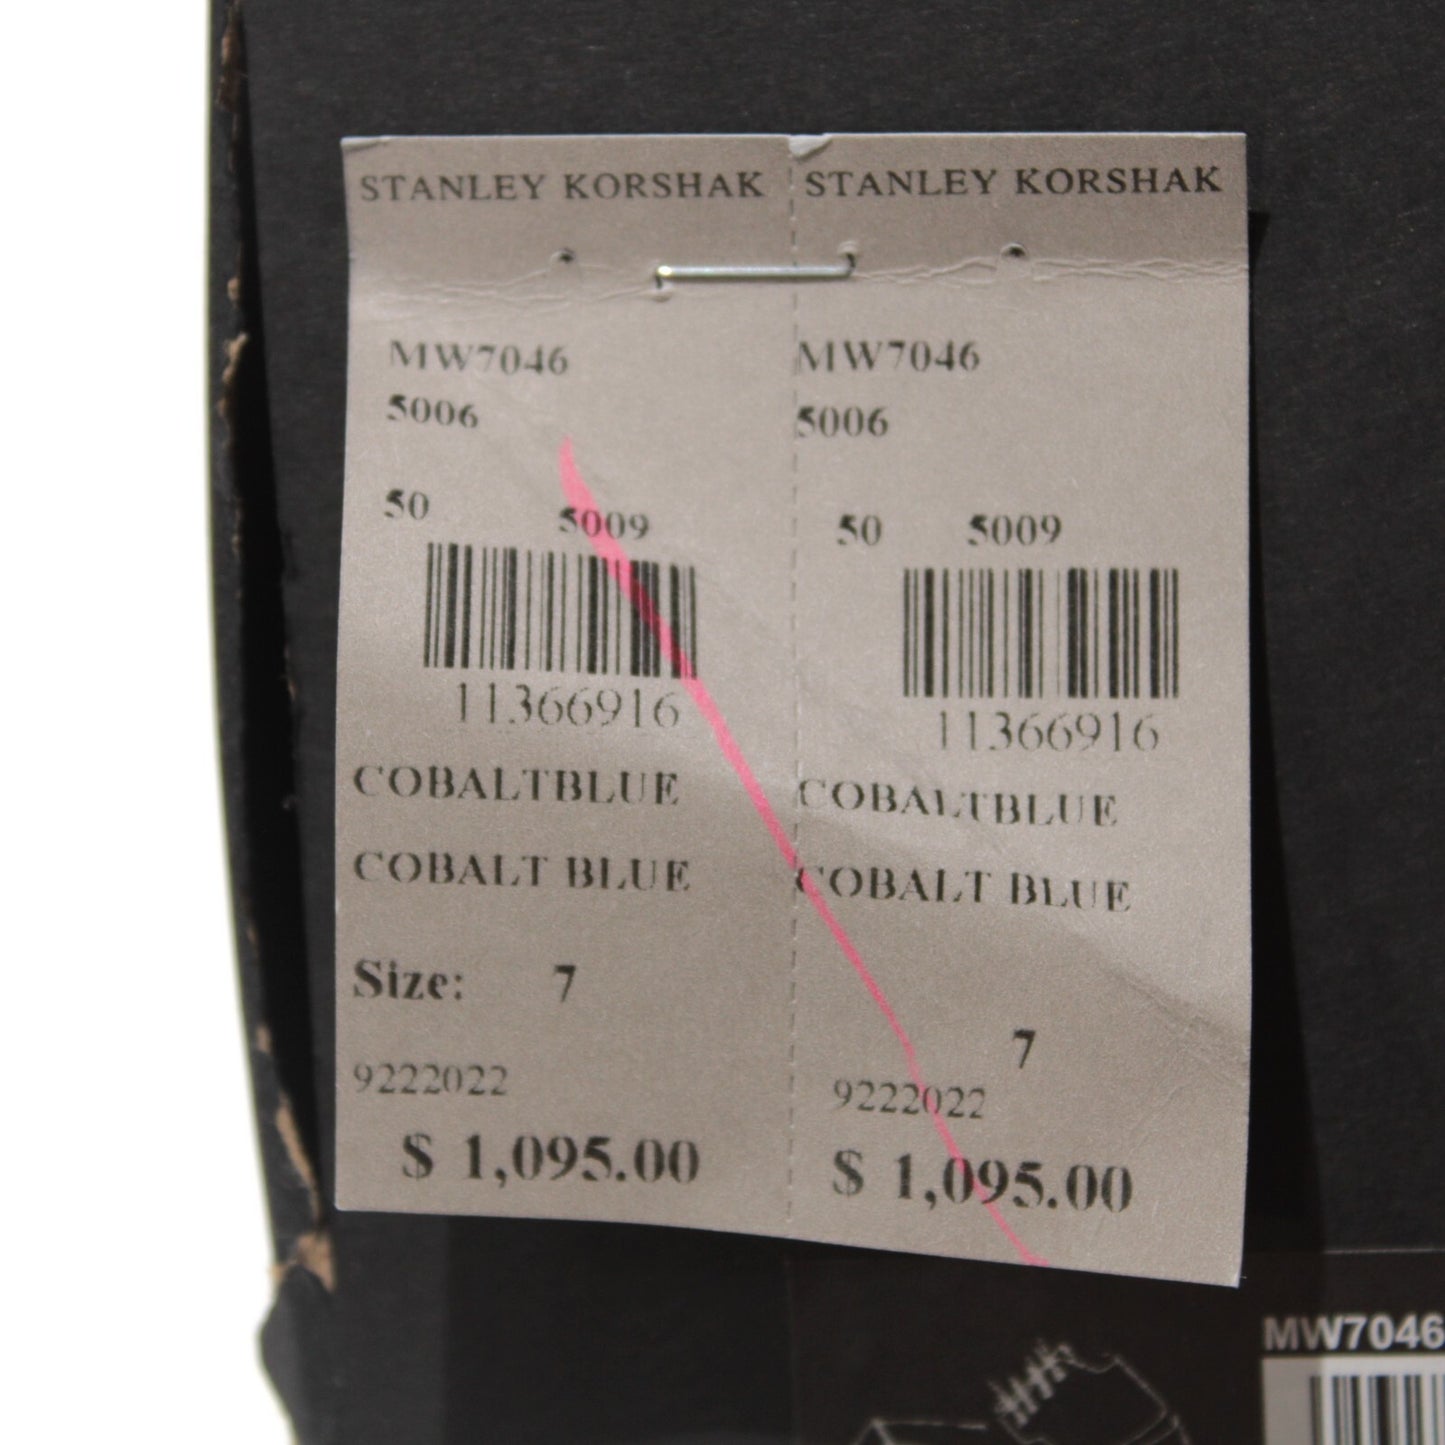 STANLEY KORSHAK
MW7046
5006
50 5009
11366916
COBALTBLUE
COBALT BLUE
Size: 7
9222022
$ 1,095.00
STANLEY KORSHAK
MW7046
5006
50 5009
11366916
COBALTBLUE
COBALT BLUE
7
9222022
$ 1,095.00
MW7046